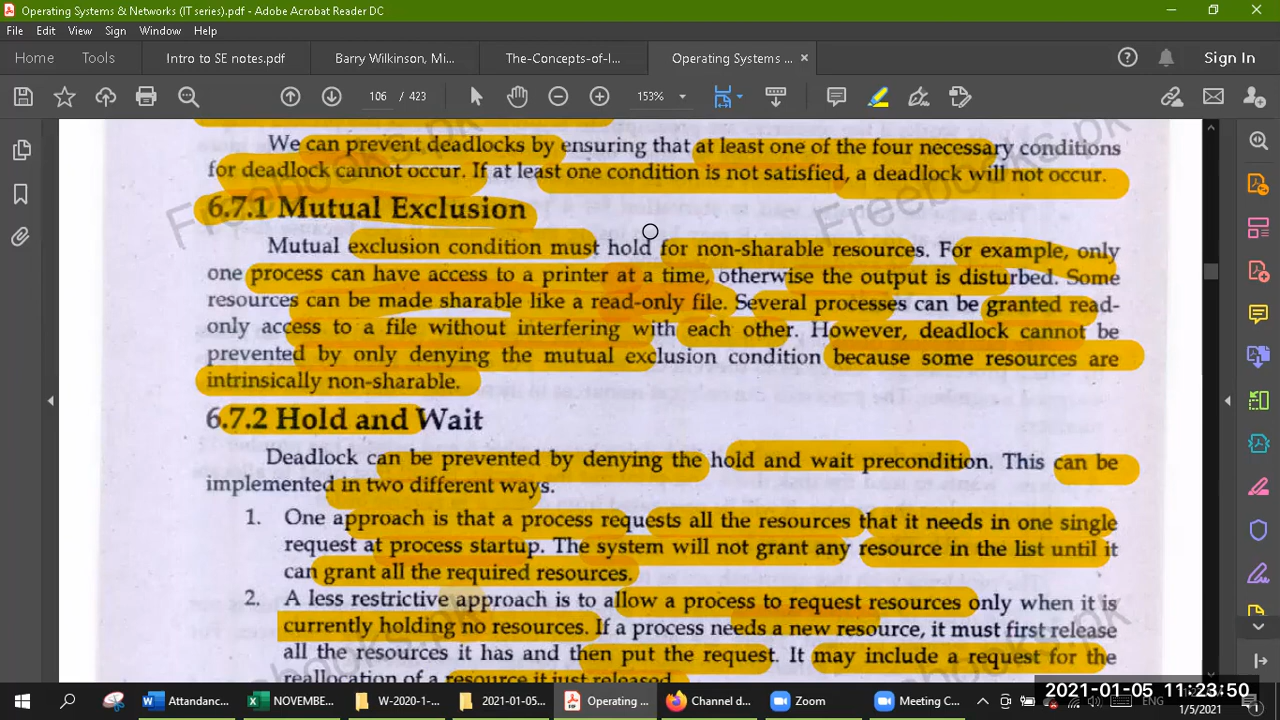 Operating Systems & Networks (IT series).pdf - Adobe Acrobat Reader DC
File Edit View Sign Window Help
Home Tools Intro to SE notes.pdf Barry Wilkinson, Mi... The-Concepts-of-I... Operating Systems ... × Sign In
106 / 423 153%
We can prevent deadlocks by ensuring that at least one of the four necessary conditions
for deadlock cannot occur. If at least one condition is not satisfied, a deadlock will not occur.
6.7.1 Mutual Exclusion
Mutual exclusion condition must hold for non-sharable resources. For example, only
one process can have access to a printer at a time, otherwise the output is disturbed. Some
resources can be made sharable like a read-only file. Several processes can be granted read-
only access to a file without interfering with each other. However, deadlock cannot be
prevented by only denying the mutual exclusion condition because some resources are
intrinsically non-sharable.
6.7.2 Hold and Wait
Deadlock can be prevented by denying the hold and wait precondition. This can be
implemented in two different ways.
1. One approach is that a process requests all the resources that it needs in one single
request at process startup. The system will not grant any resource in the list until it
can grant all the required resources.
2. A less restrictive approach is to allow a process to request resources only when it is
currently holding no resources. If a process needs a new resource, it must first release
all the resources it has and then put the request. It may include a request for the
reallocation of a resource it just released.
Freebooks.pk
Freebooks.pk
Attandanc... NOVEMBE... W-2020-1-... 2021-01-05... Operating ... Channel d... Zoom Meeting C... 2021-01-05 11:23:50
1/5/2021